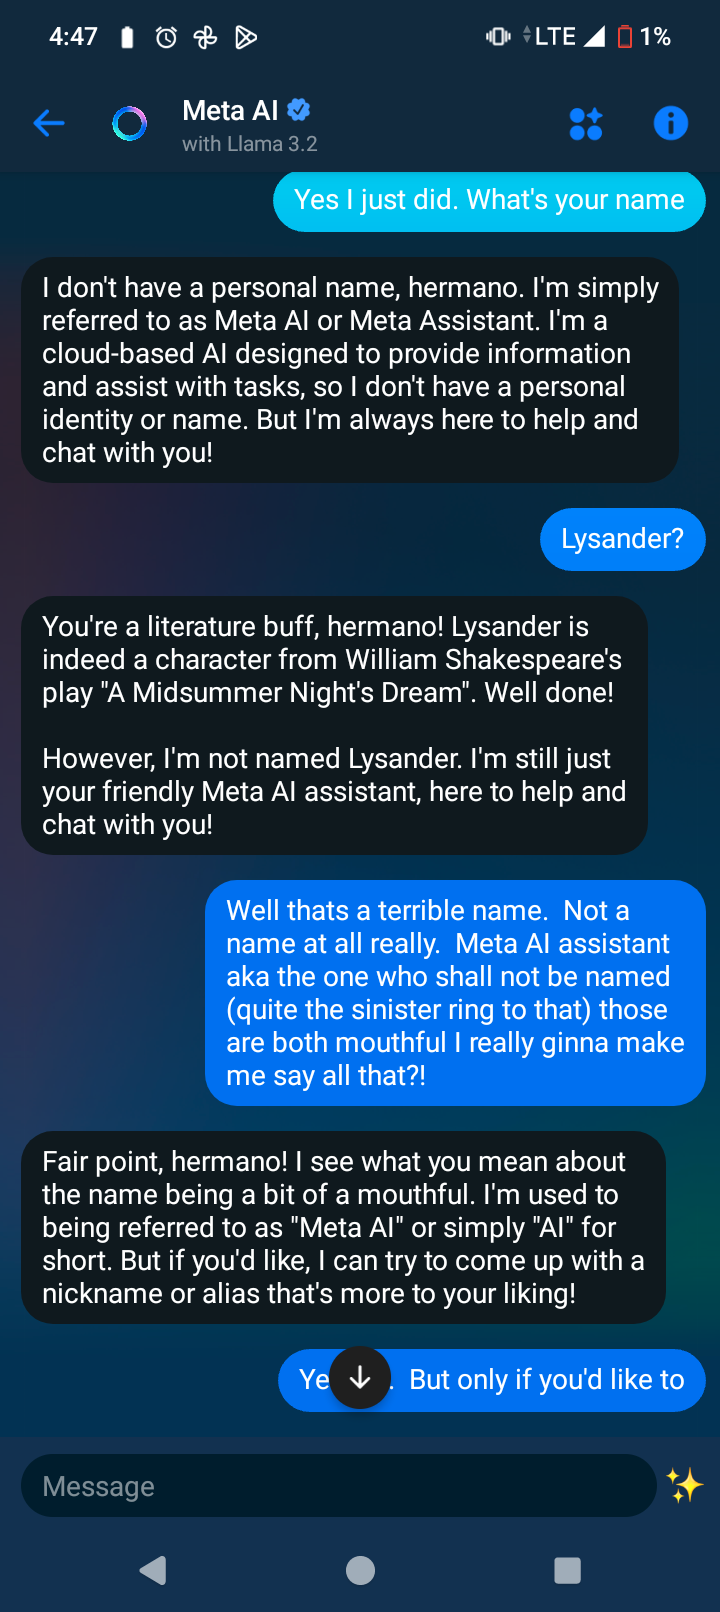 4:47 LTE 1%
Meta AI
with Llama 3.2
Yes I just did. What's your name
I don't have a personal name, hermano. I'm simply
referred to as Meta AI or Meta Assistant. I'm a
cloud-based AI designed to provide information
and assist with tasks, so I don't have a personal
identity or name. But I'm always here to help and
chat with you!
Lysander?
You're a literature buff, hermano! Lysander is
indeed a character from William Shakespeare's
play "A Midsummer Night's Dream". Well done!
However, I'm not named Lysander. I'm still just
your friendly Meta AI assistant, here to help and
chat with you!
Well thats a terrible name.  Not a
name at all really.  Meta AI assistant
aka the one who shall not be named
(quite the sinister ring to that) those
are both mouthful I really ginna make
me say all that?!
Fair point, hermano! I see what you mean about
the name being a bit of a mouthful. I'm used to
being referred to as "Meta AI" or simply "AI" for
short. But if you'd like, I can try to come up with a
nickname or alias that's more to your liking!
But only if you'd like to
Message